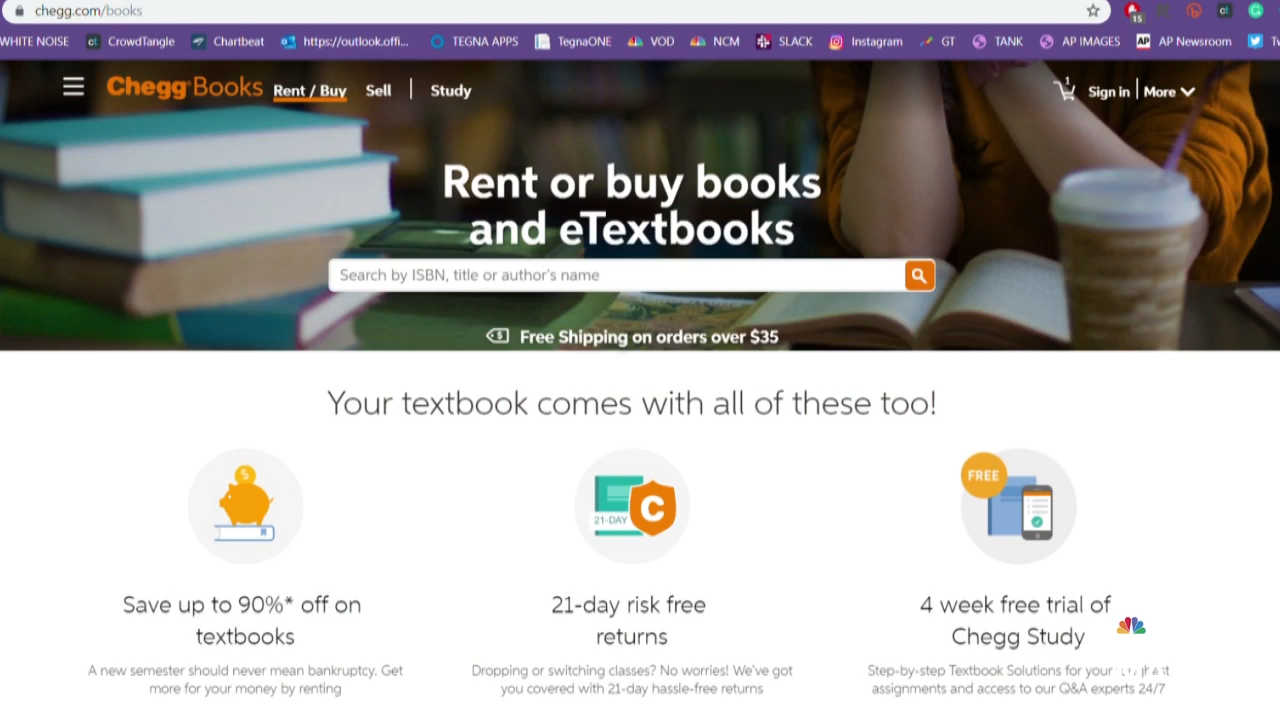 chegg.com/books
15
WHITE NOISE
ct CrowdTangle
Chartbeat
https://outlook.offi...
TEGNA APPS
TegnaONE
VOD
NCM
SLACK
Instagram
GT
TANK
AP IMAGES
AP AP Newsroom
Chegg Books
Rent / Buy
Sell
Study
1
Sign in
More
Rent or buy books
and eTextbooks
Search by ISBN, title or author's name
Free Shipping on orders over $35
Your textbook comes with all of these too!
$
21-DAY
C
FREE
Save up to 90%* off on
textbooks
A new semester should never mean bankruptcy. Get
more for your money by renting
21-day risk free
returns
Dropping or switching classes? No worries! We've got
you covered with 21-day hassle-free returns
4 week free trial of
Chegg Study
Step-by-step Textbook Solutions for your
assignments and access to our Q&A experts 24/7